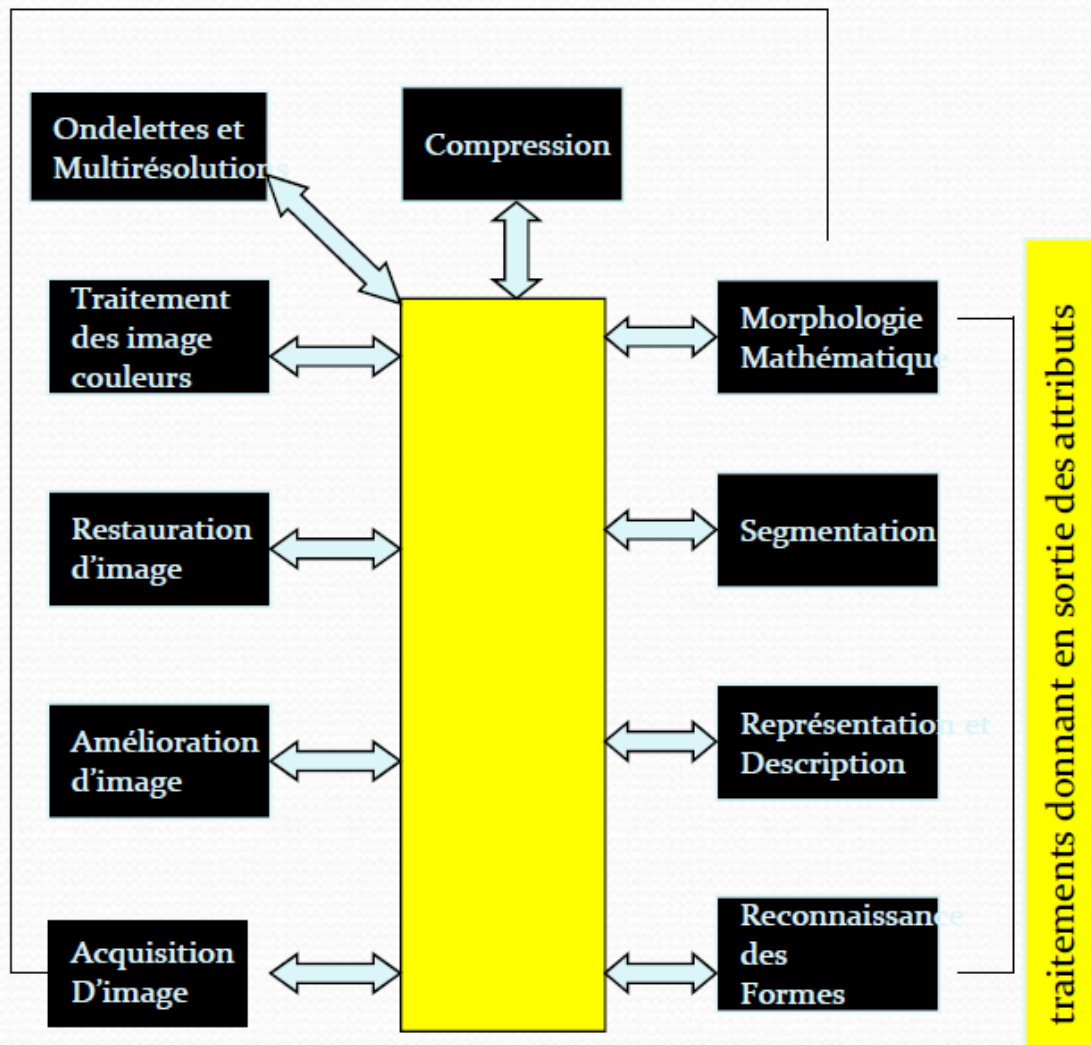 Ondelettes et
Multirésolutions
Compression
Traitement
des image
couleurs
Morphologie
Mathématique
Restauration
d'image
Segmentation
Amélioration
d'image
Représentation et
Description
Acquisition
D'image
Reconnaissance
des
Formes
traitements donnant en sortie des attributs